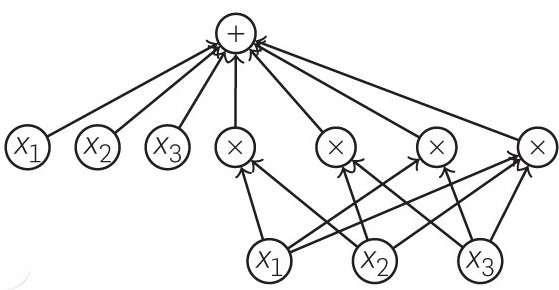 +
x₁ x₂ x₃ × × × ×
x₁ x₂ x₃